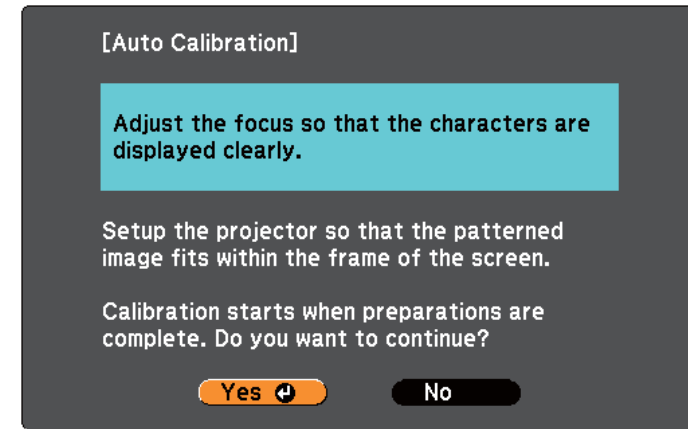 [Auto Calibration]
Adjust the focus so that the characters are
displayed clearly.
Setup the projector so that the patterned
image fits within the frame of the screen.
Calibration starts when preparations are
complete. Do you want to continue?
Yes No